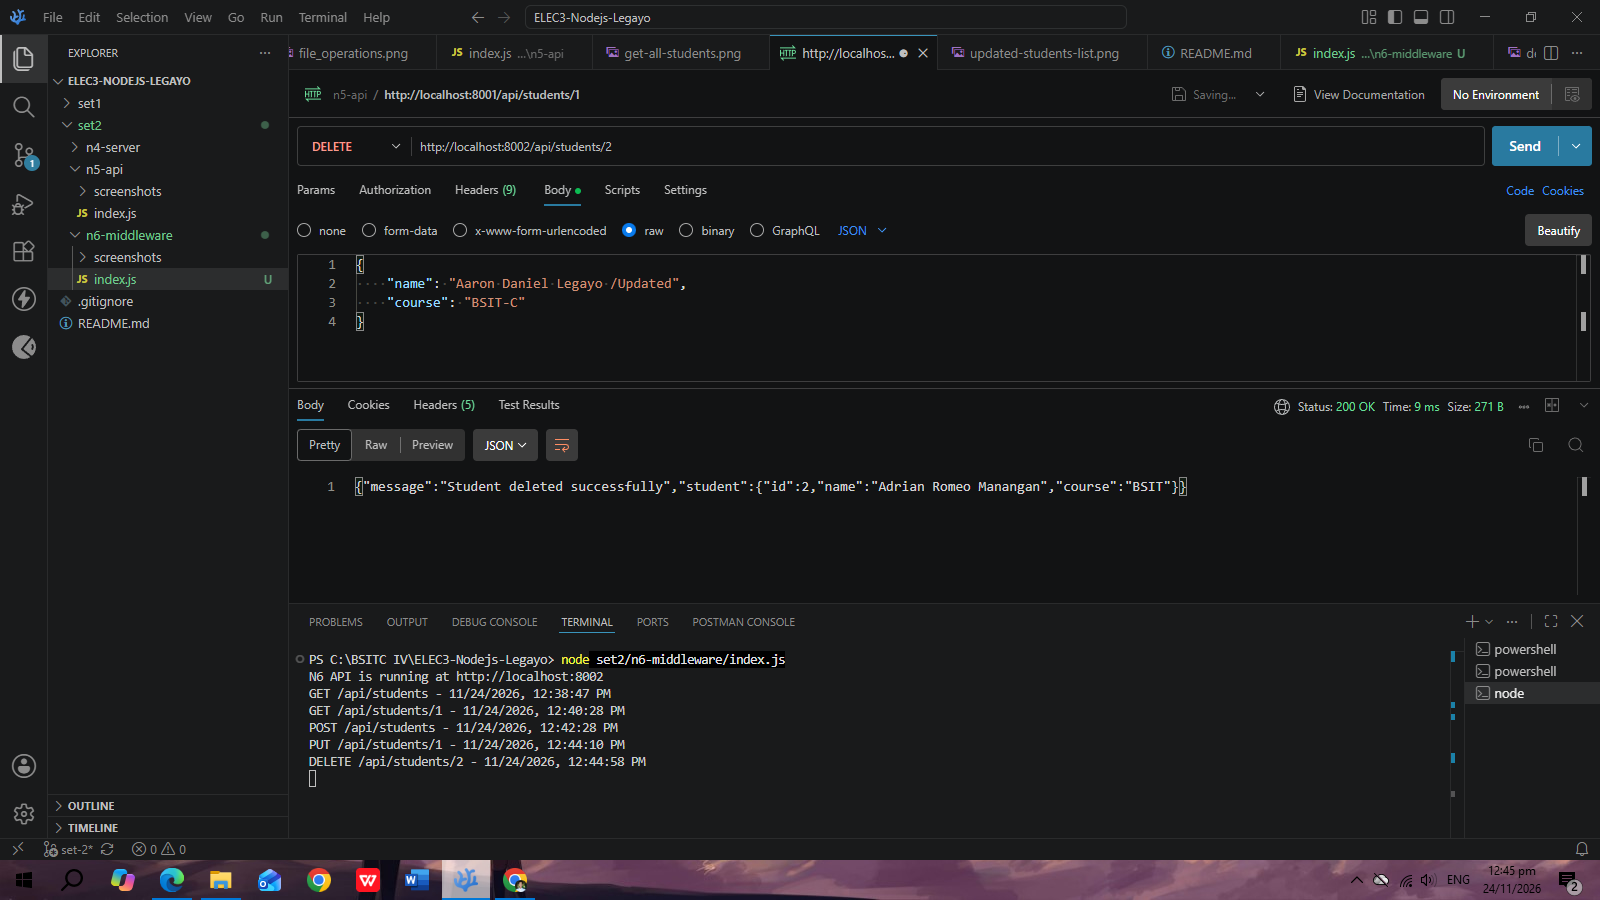 File Edit Selection View Go Run Terminal Help
ELEC3-Nodejs-Legayo
EXPLORER
ELEC3-NODEJS-LEGAYO
set1
set2
n4-server
n5-api
screenshots
JS index.js
n6-middleware
screenshots
JS index.js U
.gitignore
README.md
OUTLINE
TIMELINE
file_operations.png
JS index.js ...\n5-api
get-all-students.png
HTTP http://localhos...
updated-students-list.png
README.md
JS index.js ...\n6-middleware U
HTTP n5-api / http://localhost:8001/api/students/1
Saving...
View Documentation
No Environment
DELETE http://localhost:8002/api/students/2
Send
Params Authorization Headers (9) Body Scripts Settings
Code Cookies
none form-data x-www-form-urlencoded raw binary GraphQL JSON
Beautify
1 {
2 "name": "Aaron Daniel Legayo /Updated",
3 "course": "BSIT-C"
4 }
Body Cookies Headers (5) Test Results
Status: 200 OK Time: 9 ms Size: 271 B
Pretty Raw Preview JSON
1 {"message":"Student deleted successfully","student":{"id":2,"name":"Adrian Romeo Manangan","course":"BSIT"}}
PROBLEMS OUTPUT DEBUG CONSOLE TERMINAL PORTS POSTMAN CONSOLE
PS C:\BSITC IV\ELEC3-Nodejs-Legayo> node set2/n6-middleware/index.js
N6 API is running at http://localhost:8002
GET /api/students - 11/24/2026, 12:38:47 PM
GET /api/students/1 - 11/24/2026, 12:40:28 PM
POST /api/students - 11/24/2026, 12:42:28 PM
PUT /api/students/1 - 11/24/2026, 12:44:10 PM
DELETE /api/students/2 - 11/24/2026, 12:44:58 PM
powershell
powershell
node
1
set-2* 0 0
ENG
12:45 pm
24/11/2026
2